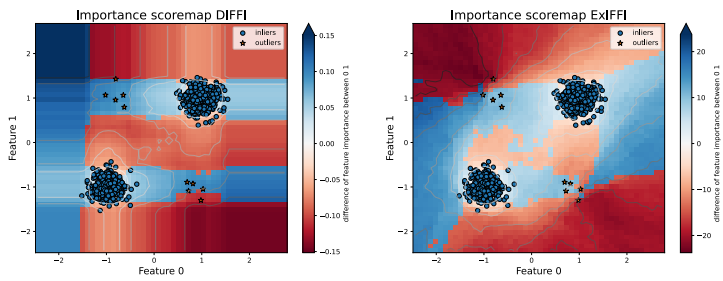 Importance scoremap DIFFI
inliers
outliers
2
1
0
−1
−2
Feature 1
−2
−1
0
1
2
Feature 0
0.15
0.10
0.05
0.00
−0.05
−0.10
−0.15
difference of feature importance between 0 1
Importance scoremap ExIFFI
inliers
outliers
2
1
0
−1
−2
Feature 1
−2
−1
0
1
2
Feature 0
20
10
0
−10
−20
difference of feature importance between 0 1